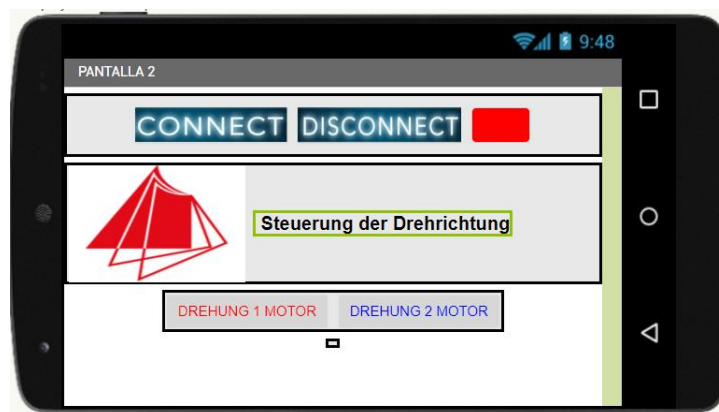 9:48
PANTALLA 2
CONNECT DISCONNECT
Steuerung der Drehrichtung
DREHUNG 1 MOTOR DREHUNG 2 MOTOR